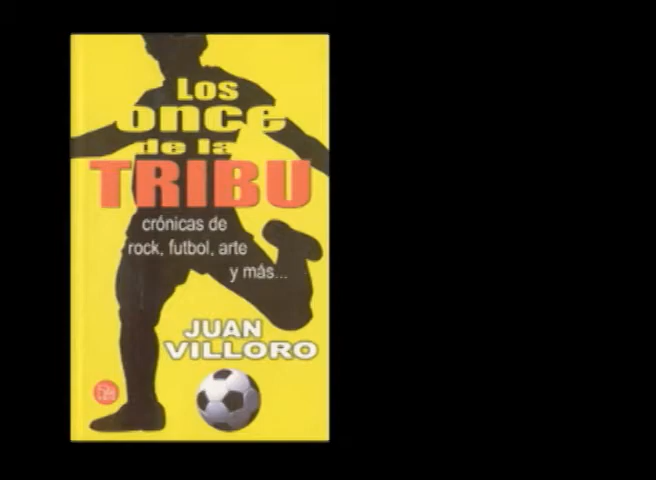 LOS
once
de la
TRIBU
crónicas de
rock, futbol, arte
y más...
JUAN
VILLORO